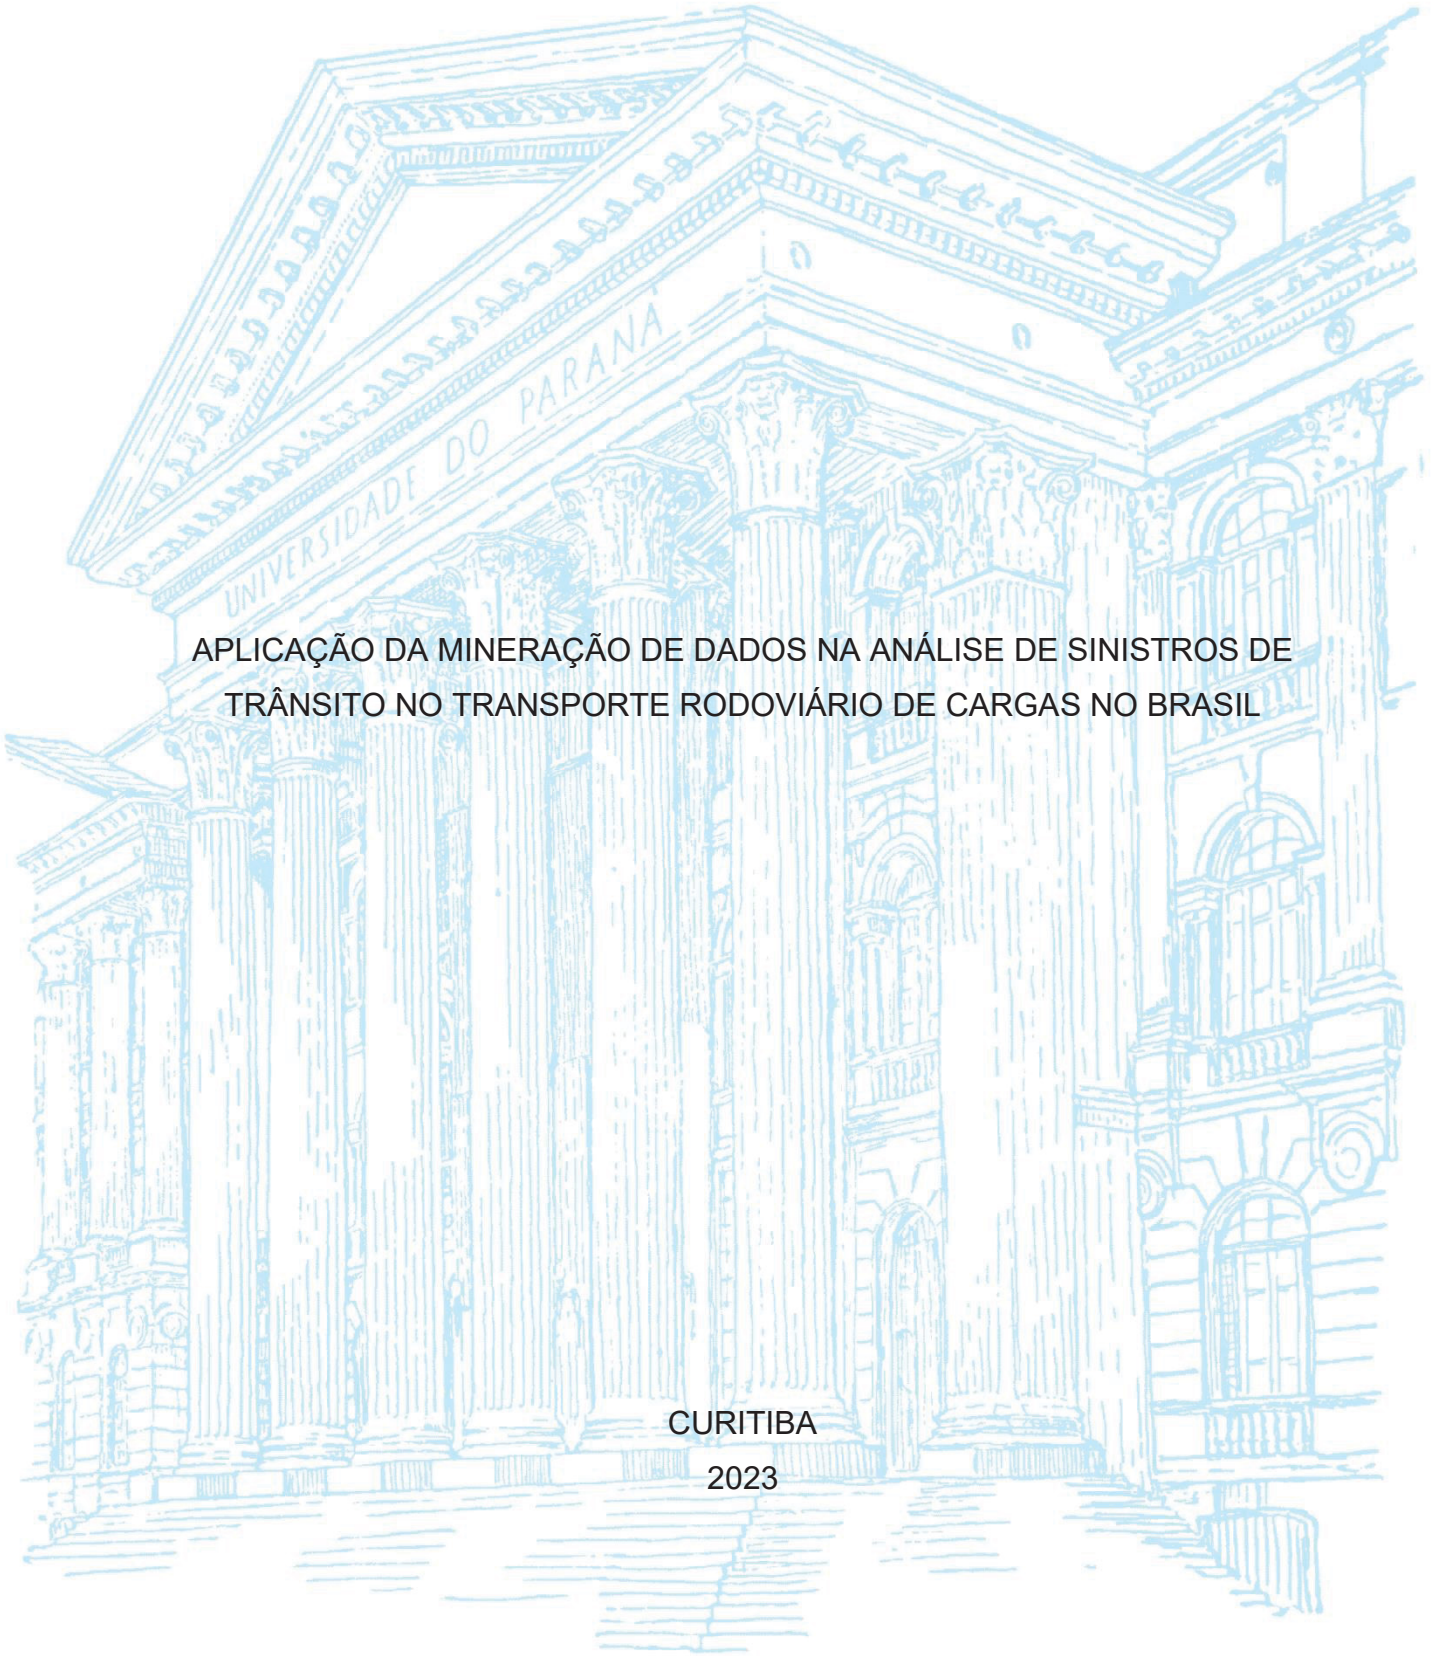 UNIVERSIDADE DO PARANÁ
APLICAÇÃO DA MINERAÇÃO DE DADOS NA ANÁLISE DE SINISTROS DE
TRÂNSITO NO TRANSPORTE RODOVIÁRIO DE CARGAS NO BRASIL
CURITIBA
2023